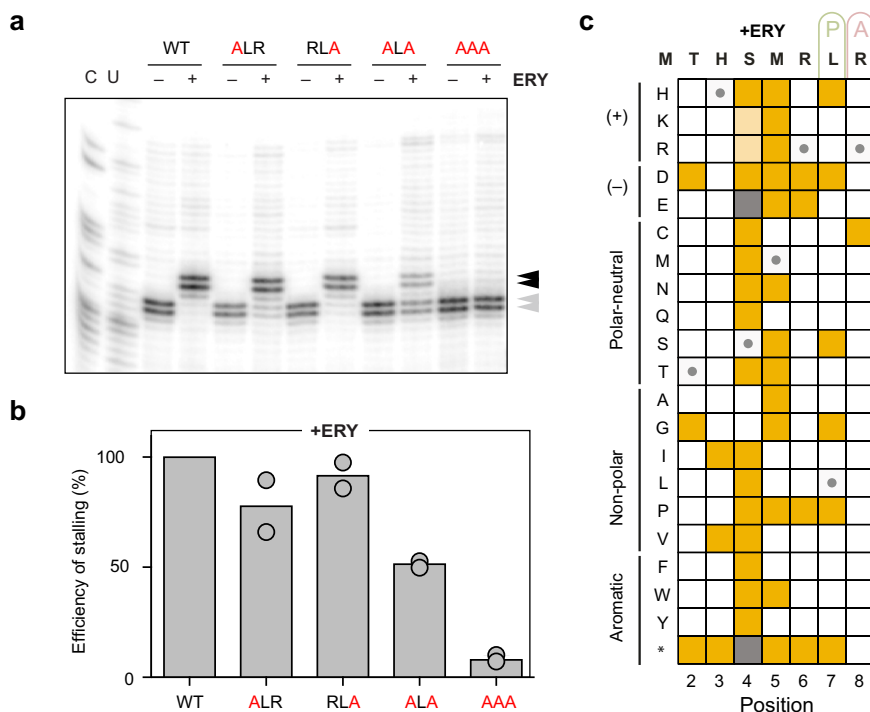 a
WT ALR RLA ALA AAA
C U – + – + – + – + – + ERY
b
+ERY
Efficiency of stalling (%)
100
50
0
WT ALR RLA ALA AAA
c
+ERY P A
M T H S M R L R
(+)
H
K
R
(–)
D
E
Polar-neutral
C
M
N
Q
S
T
Non-polar
A
G
I
L
P
V
Aromatic
F
W
Y
*
2 3 4 5 6 7 8
Position